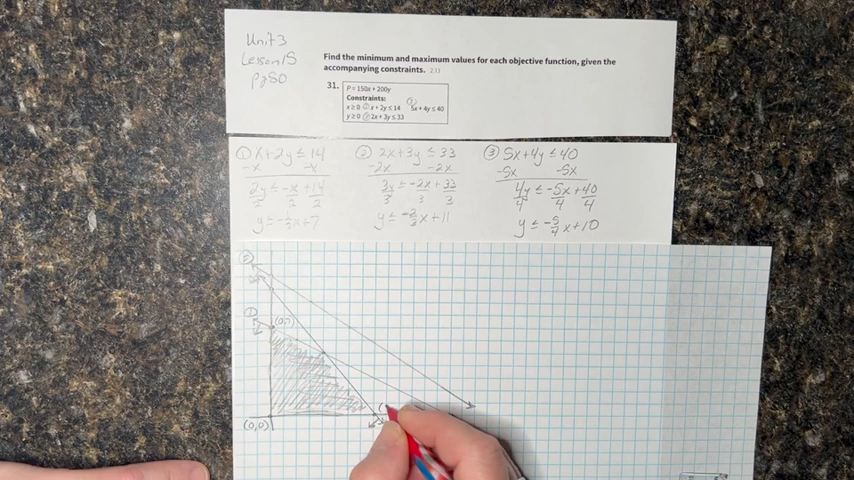 Unit 3
Lesson 15
Pg 80
Find the minimum and maximum values for each objective function, given the
accompanying constraints. 2.13
31. P = 150x + 200y
Constraints:
x ≥ 0 ① x + 2y ≤ 14 ③ 5x + 4y ≤ 40
y ≥ 0 ② 2x + 3y ≤ 33
① x+2y ≤ 14
-x -x
2y ≤ -x +14
2 2 2
y ≤ -1/2x+7
② 2x+3y ≤ 33
-2x -2x
3y ≤ -2x + 33
3 3 3
y ≤ -2/3x+11
③ 5x+4y ≤ 40
-5x -5x
4y ≤ -5x+40
4 4 4
y ≤ -5/4x+10
②
①
(0,7)
(0,0)
(